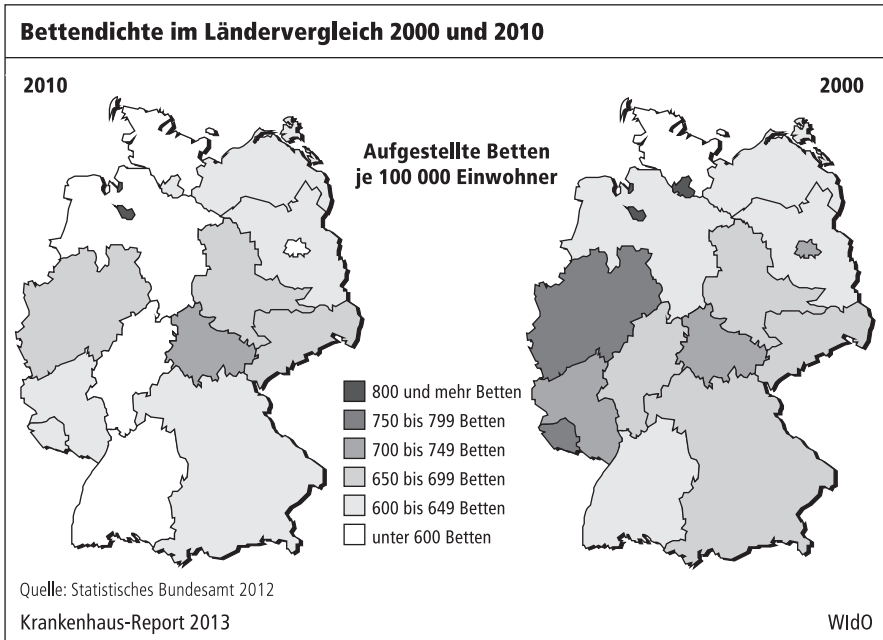 Bettendichte im Ländervergleich 2000 und 2010
2010
2000
Aufgestellte Betten
je 100 000 Einwohner
800 und mehr Betten
750 bis 799 Betten
700 bis 749 Betten
650 bis 699 Betten
600 bis 649 Betten
unter 600 Betten
Quelle: Statistisches Bundesamt 2012
Krankenhaus-Report 2013
WIdO